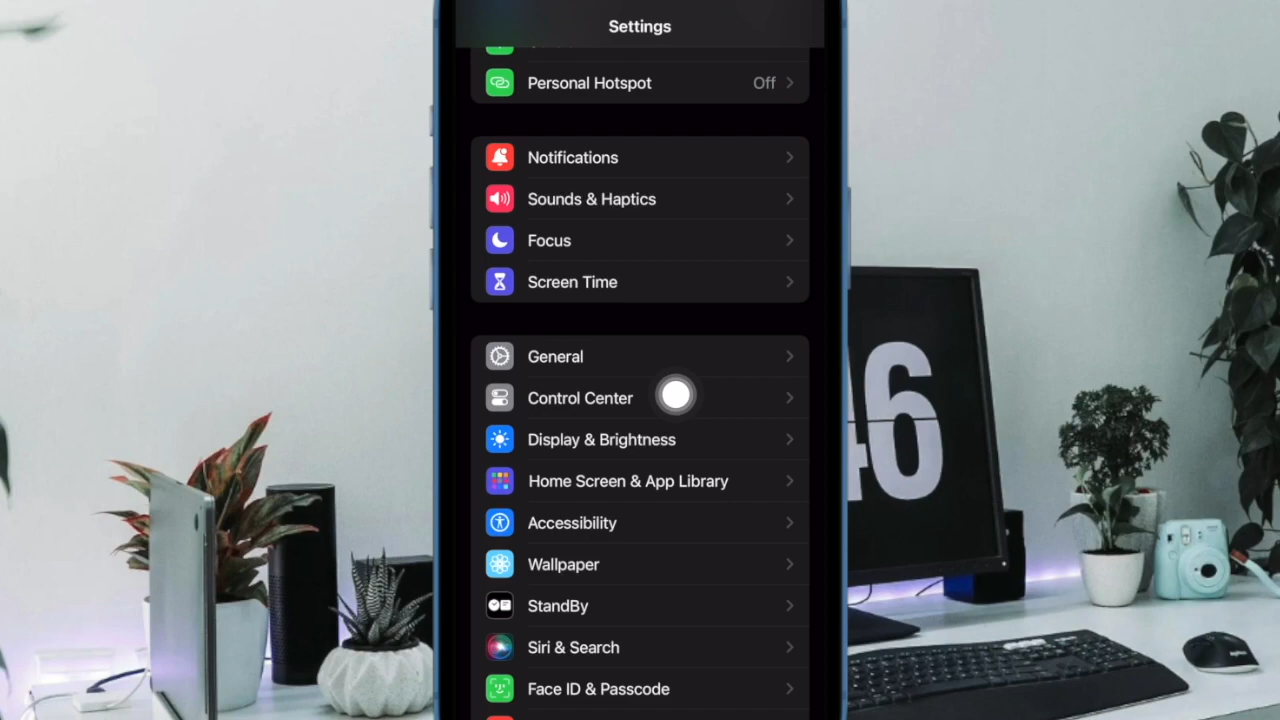 Settings
Personal Hotspot Off
Notifications
Sounds & Haptics
Focus
Screen Time
General
Control Center
Display & Brightness
Home Screen & App Library
Accessibility
Wallpaper
StandBy
Siri & Search
Face ID & Passcode
46